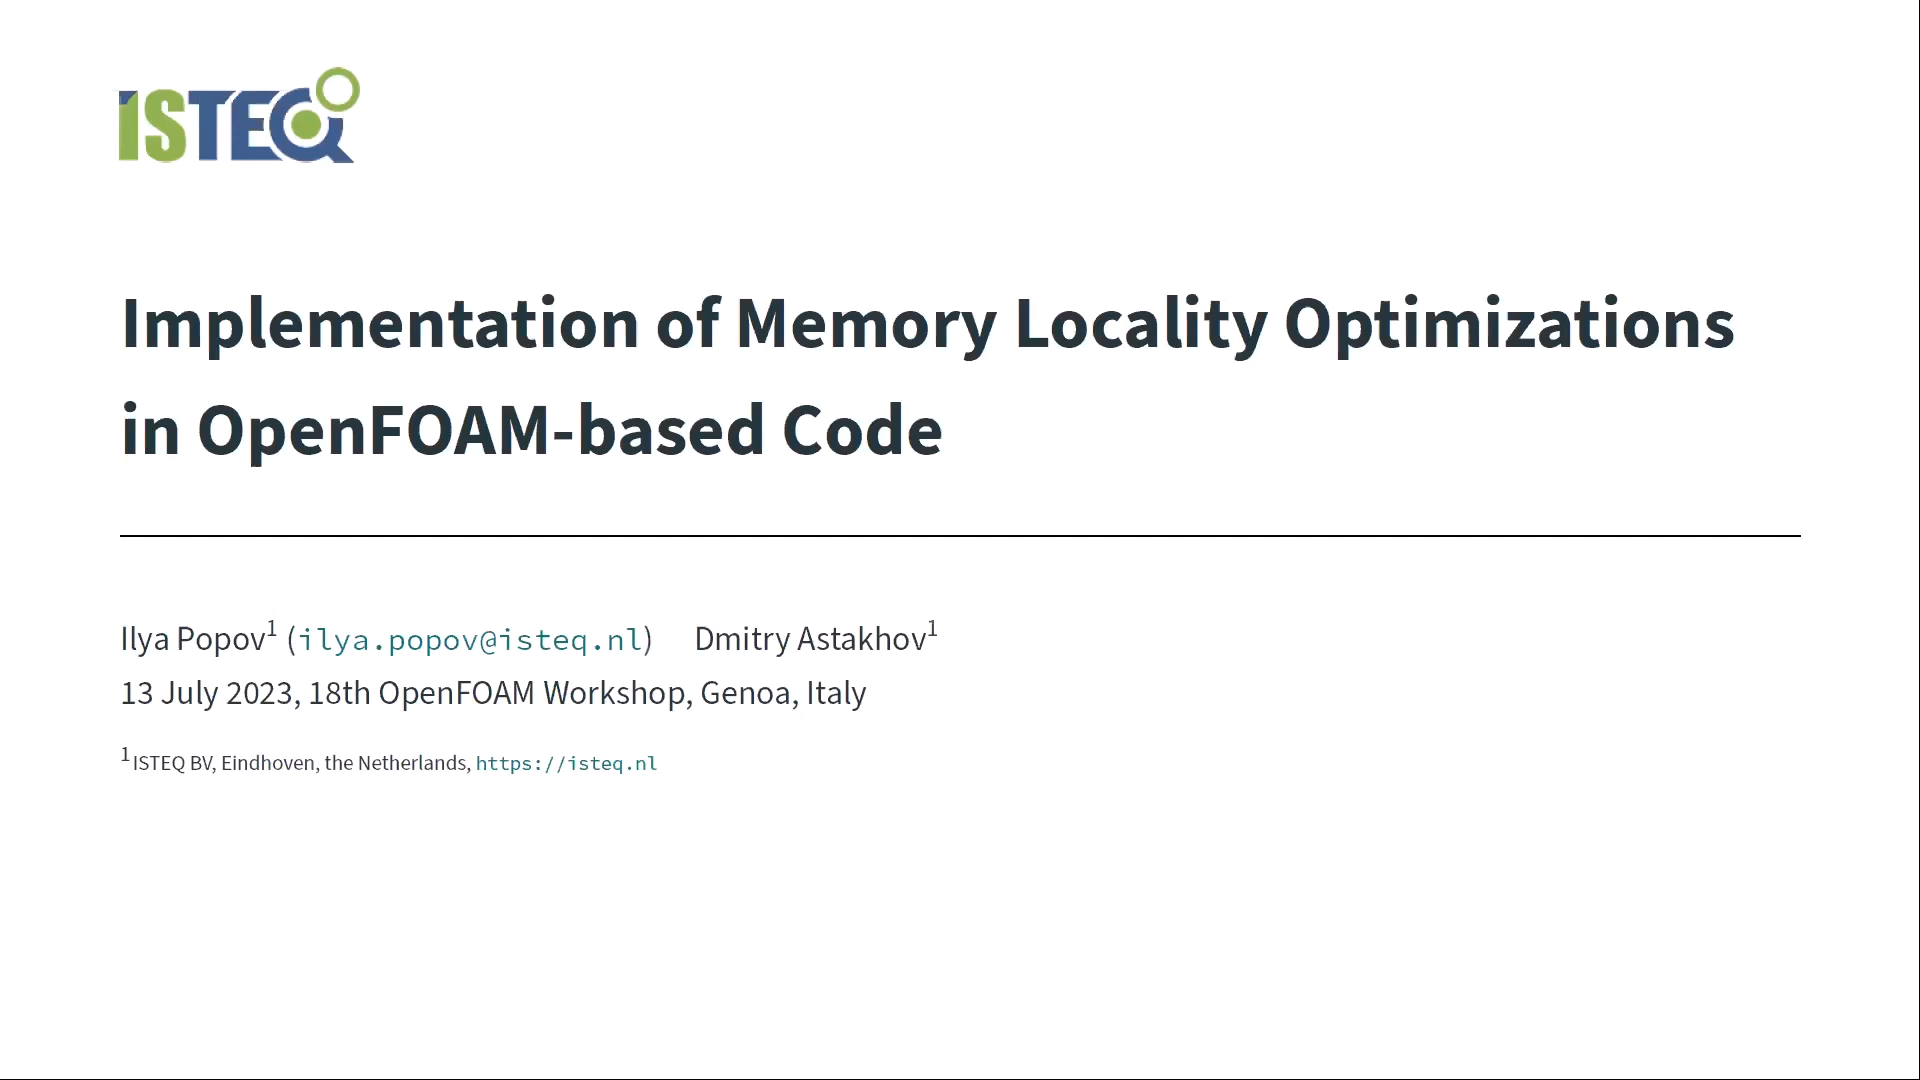 ISTEQ
Implementation of Memory Locality Optimizations
in OpenFOAM-based Code
Ilya Popov¹ (ilya.popov@isteq.nl) Dmitry Astakhov¹
13 July 2023, 18th OpenFOAM Workshop, Genoa, Italy
¹ISTEQ BV, Eindhoven, the Netherlands, https://isteq.nl